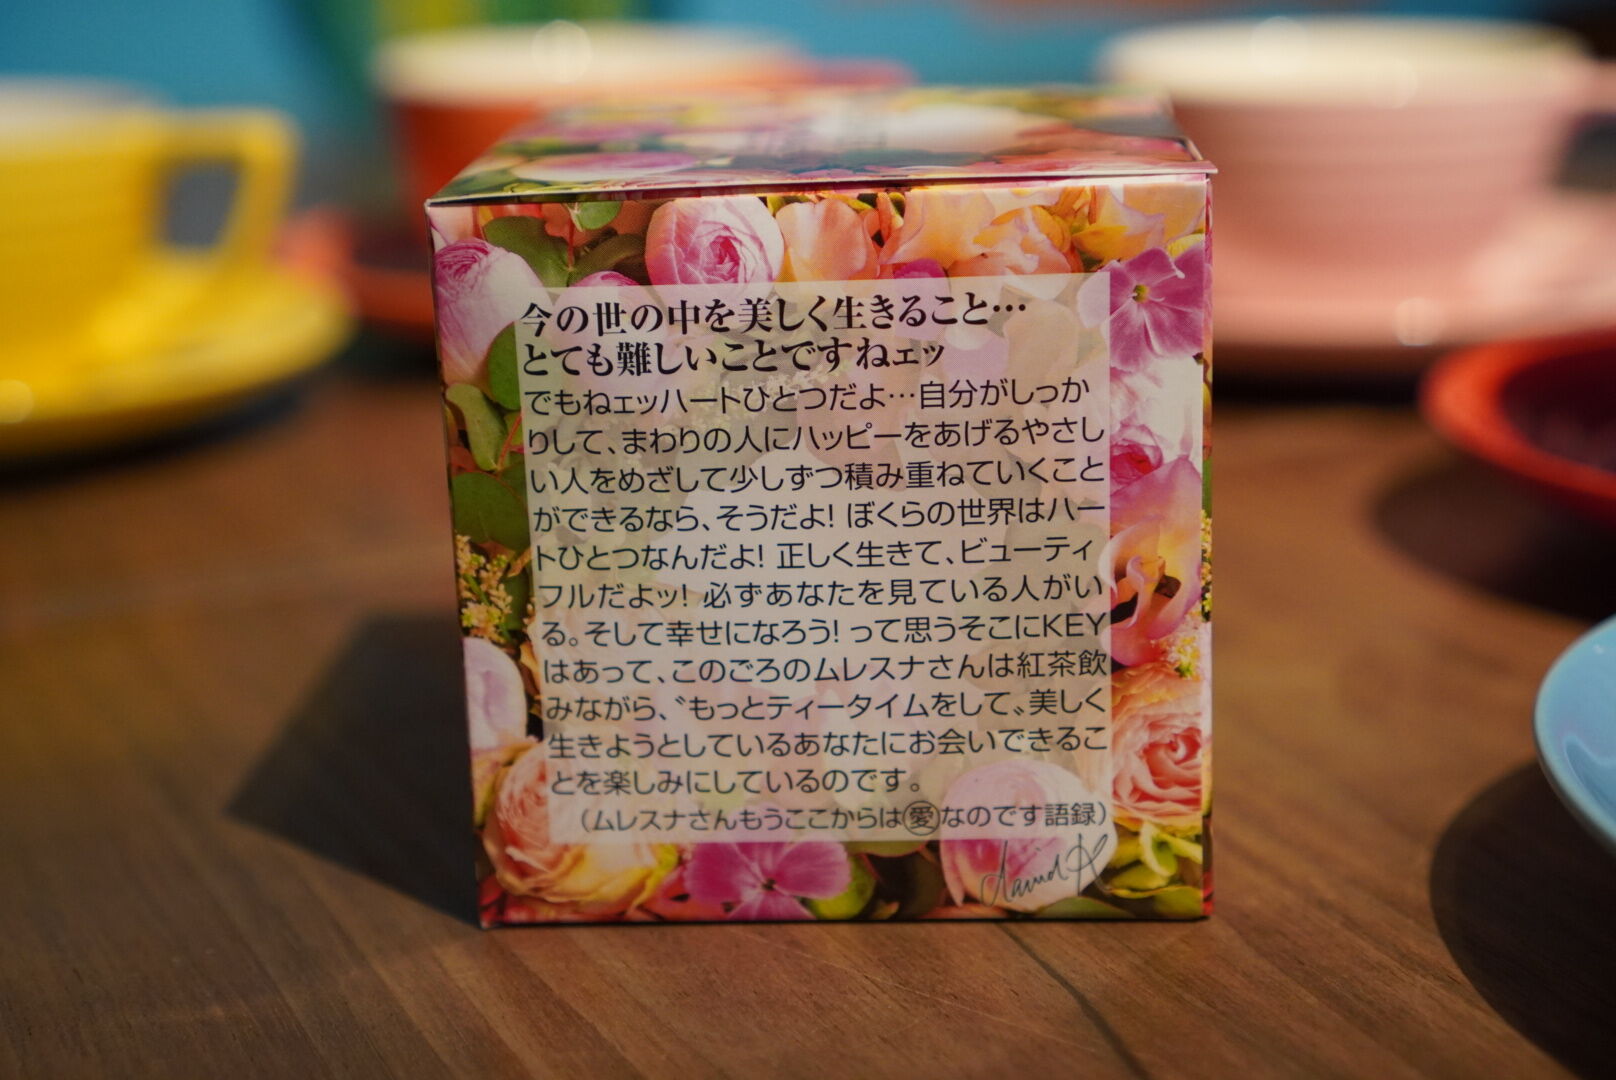 今の世の中を美しく生きること…
とても難しいことですねェッ
でもねェッハートひとつだよ…自分がしっか
りして、まわりの人にハッピーをあげるやさし
い人をめざして少しずつ積み重ねていくこと
ができるなら、そうだよ！ぼくらの世界はハー
トひとつなんだよ！正しく生きて、ビューティ
フルだよッ！必ずあなたを見ている人がい
る。そして幸せになろう！って思うそこにKEY
はあって、このごろのムレスナさんは紅茶飲
みながら、〝もっとティータイムをして〟美しく
生きようとしているあなたにお会いできるこ
とを楽しみにしているのです。
（ムレスナさんもうここからは㊝なのです語録）